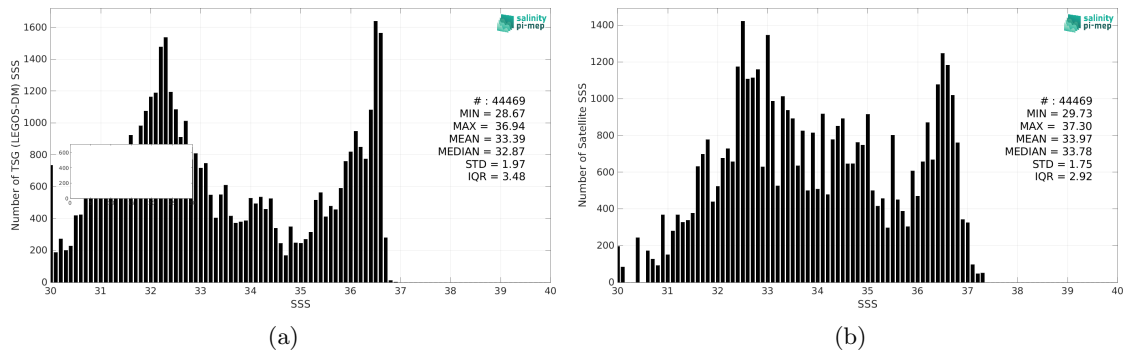 salinity
pi-mep
1600
1400
1200
1000
800
600
400
200
0
Number of TSG (LEGOS-DM) SSS
600
400
200
0
0
# : 44469
MIN = 28.67
MAX = 36.94
MEAN = 33.39
MEDIAN = 32.87
STD = 1.97
IQR = 3.48
30 31 32 33 34 35 36 37 38 39 40
SSS
(a)
salinity
pi-mep
1400
1200
1000
800
600
400
200
0
Number of Satellite SSS
# : 44469
MIN = 29.73
MAX = 37.30
MEAN = 33.97
MEDIAN = 33.78
STD = 1.75
IQR = 2.92
30 31 32 33 34 35 36 37 38 39 40
SSS
(b)